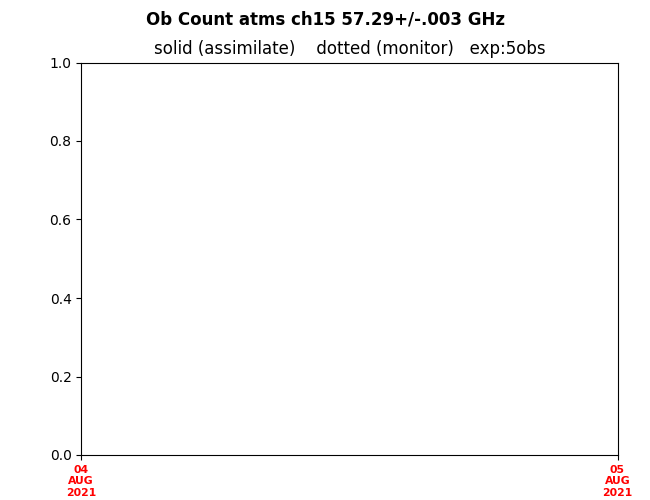 Ob Count atms ch15 57.29+/-.003 GHz
solid (assimilate)    dotted (monitor)   exp:5obs
1.0
0.8
0.6
0.4
0.2
0.0
04
AUG
2021
05
AUG
2021